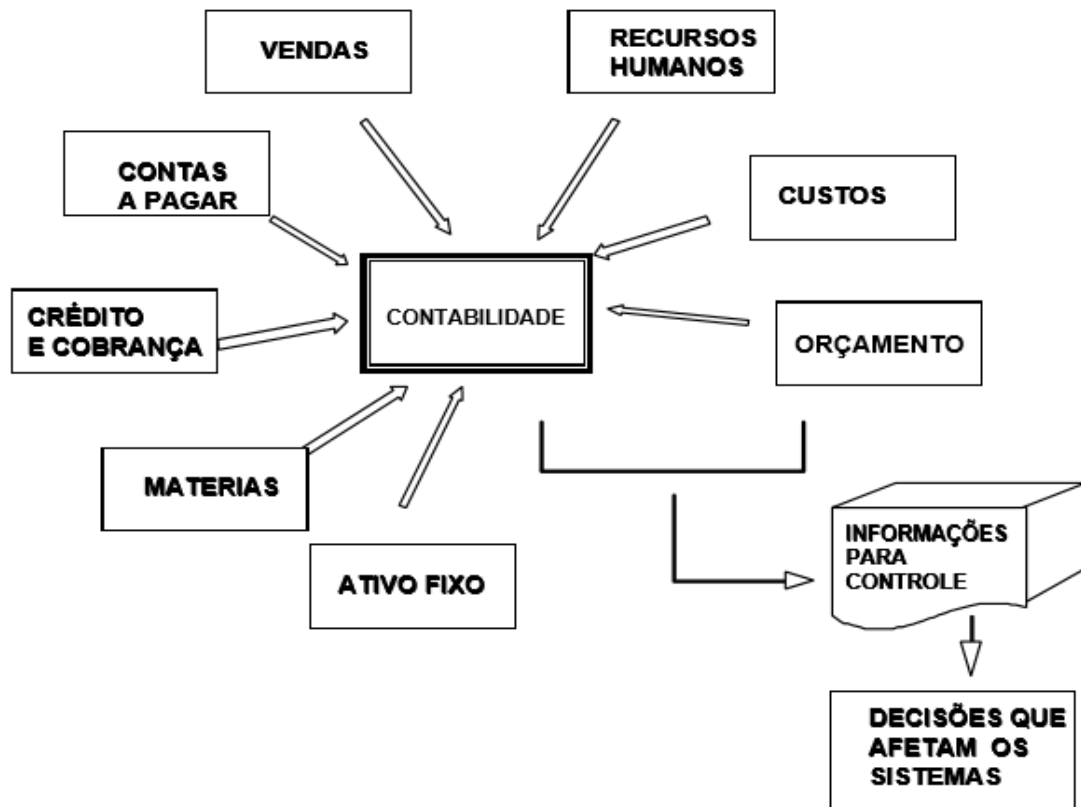 VENDAS
RECURSOS
HUMANOS
CONTAS
A PAGAR
CUSTOS
CRÉDITO
E COBRANÇA
CONTABILIDADE
ORÇAMENTO
MATERIAS
ATIVO FIXO
INFORMAÇÕES
PARA
CONTROLE
DECISÕES QUE
AFETAM OS
SISTEMAS